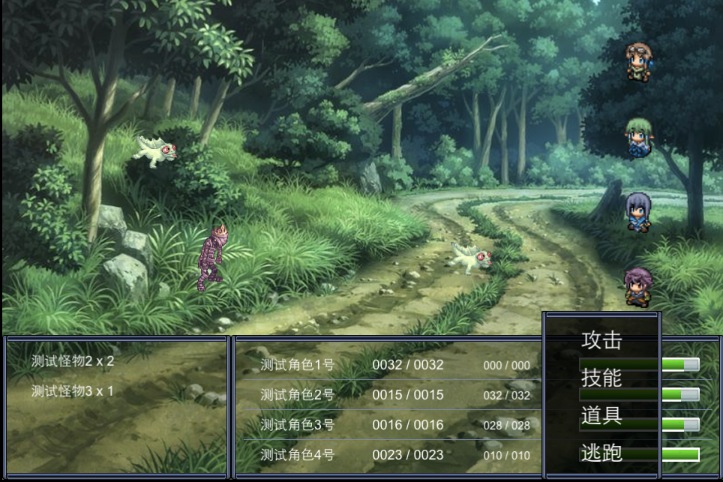 测试怪物2 x 2
测试怪物3 x 1
测试角色1号 0032 / 0032 000 / 000
测试角色2号 0015 / 0015 032 / 032
测试角色3号 0016 / 0016 028 / 028
测试角色4号 0023 / 0023 010 / 010
攻击
技能
道具
逃跑